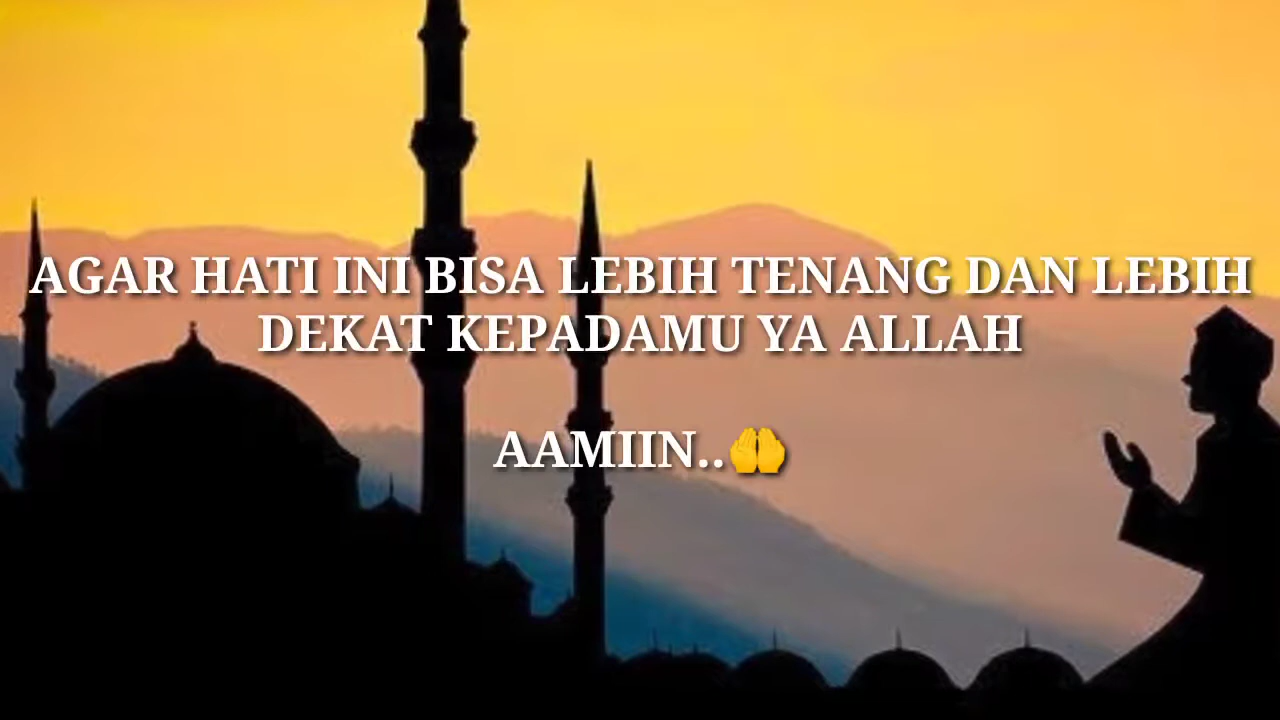 AGAR HATI INI BISA LEBIH TENANG DAN LEBIH
DEKAT KEPADAMU YA ALLAH
AAMIIN..🤲